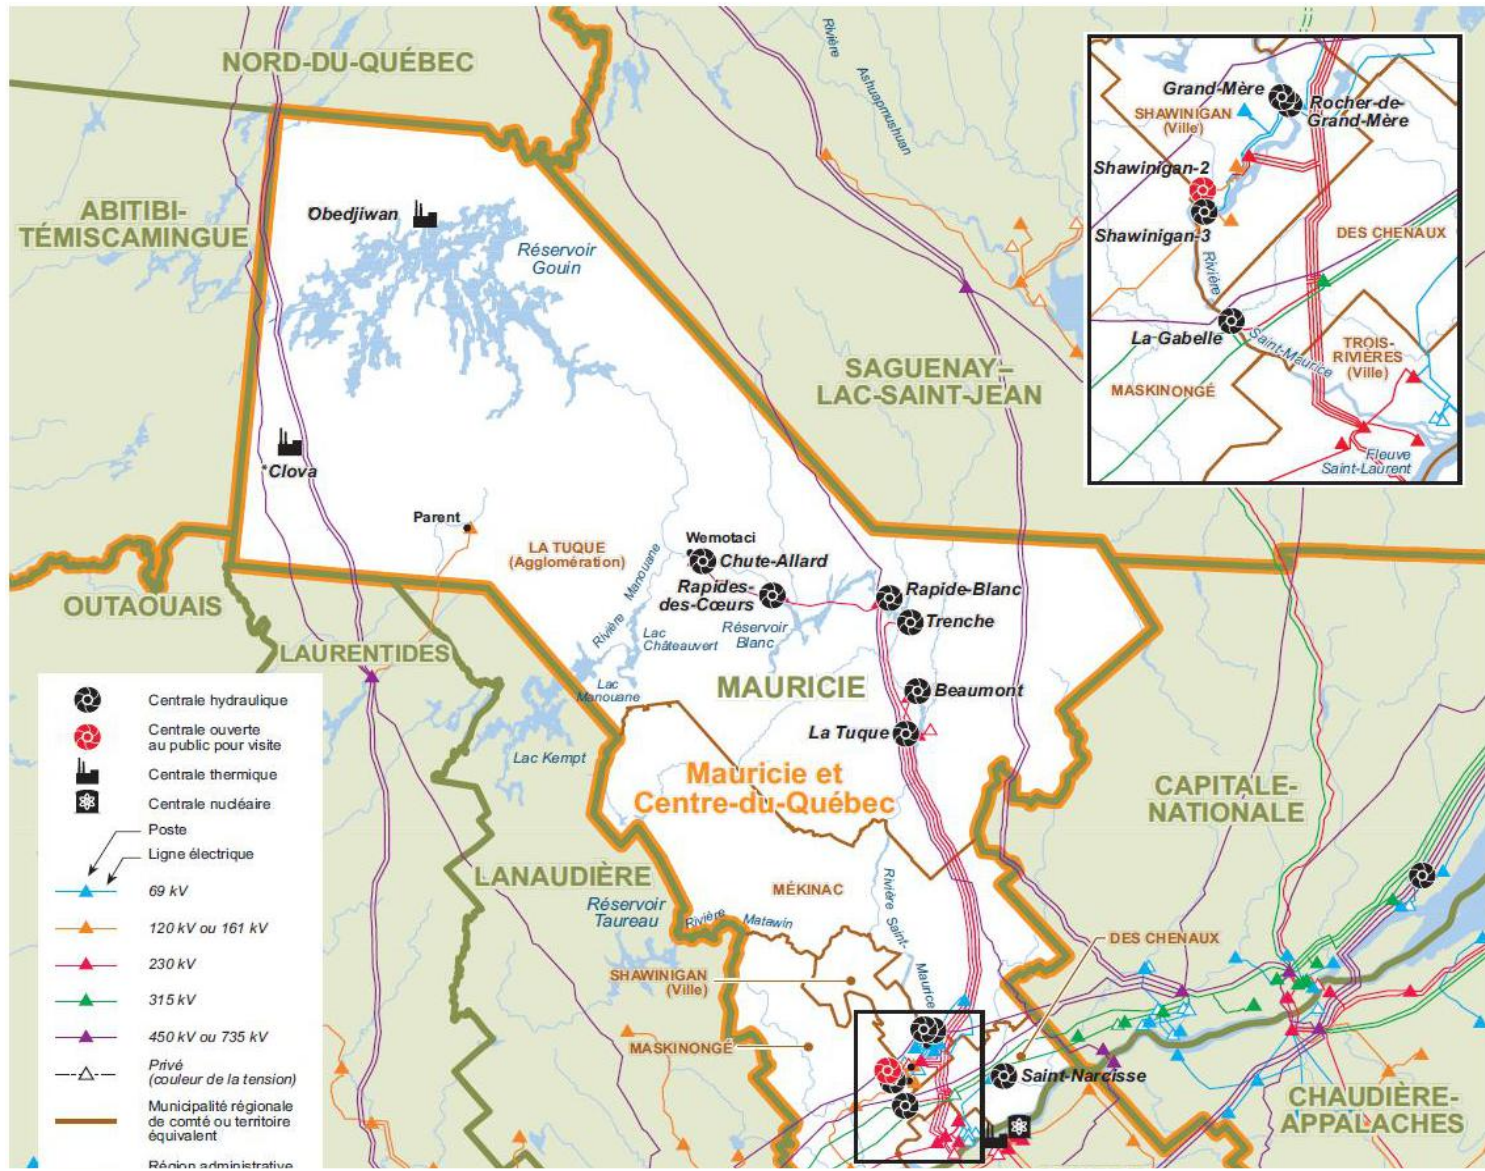 NORD-DU-QUÉBEC
ABITIBI-
TÉMISCAMINGUE
Obedjiwan
Réservoir
Gouin
Rivière
Ashuapmushuan
SAGUENAY–
LAC-SAINT-JEAN
*Clova
Parent
LA TUQUE
(Agglomération)
Wemotaci
Chute-Allard
Rapides-
des-Cœurs
Rapide-Blanc
Trenche
Rivière Manouane
Lac
Châteauvert
Réservoir
Blanc
Lac
Manouane
OUTAOUAIS
LAURENTIDES
MAURICIE
Beaumont
La Tuque
Lac Kempt
Mauricie et
Centre-du-Québec
CAPITALE-
NATIONALE
LANAUDIÈRE
Réservoir
Taureau
MÉKINAC
Rivière Matawin
Rivière Saint-
Maurice
SHAWINIGAN
(Ville)
DES CHENAUX
MASKINONGÉ
Saint-Narcisse
CHAUDIÈRE-
APPALACHES
Grand-Mère
Rocher-de-
Grand-Mère
SHAWINIGAN
(Ville)
Shawinigan-2
Shawinigan-3
DES CHENAUX
Rivière
La Gabelle
Saint-Maurice
TROIS-
RIVIÈRES
(Ville)
MASKINONGÉ
Fleuve
Saint-Laurent
Centrale hydraulique
Centrale ouverte
au public pour visite
Centrale thermique
Centrale nucléaire
Poste
Ligne électrique
69 kV
120 kV ou 161 kV
230 kV
315 kV
450 kV ou 735 kV
Privé
(couleur de la tension)
Municipalité régionale
de comté ou territoire
équivalent
Région administrative